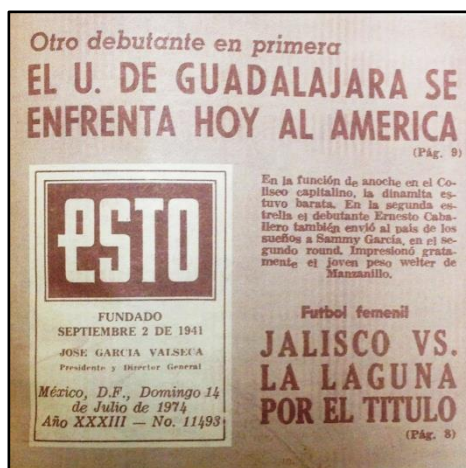 Otro debutante en primera
EL U. DE GUADALAJARA SE
ENFRENTA HOY AL AMERICA
(Pág. 9)
esto
FUNDADO
SEPTIEMBRE 2 DE 1941
JOSE GARCIA VALSECA
Presidente y Director General
México, D.F., Domingo 14
de Julio de 1974
Año XXXIII — No. 11493
En la función de anoche en el Co-
liseo capitalino, la dinamita es-
tuvo barata. En la segunda es-
trella el debutante Ernesto Caba-
llero también envió al país de los
sueños a Sammy García, en el se-
gundo round. Impresionó grata-
mente el joven peso welter de
Manzanillo.
Futbol femenil
JALISCO VS.
LA LAGUNA
POR EL TITULO
(Pág. 8)